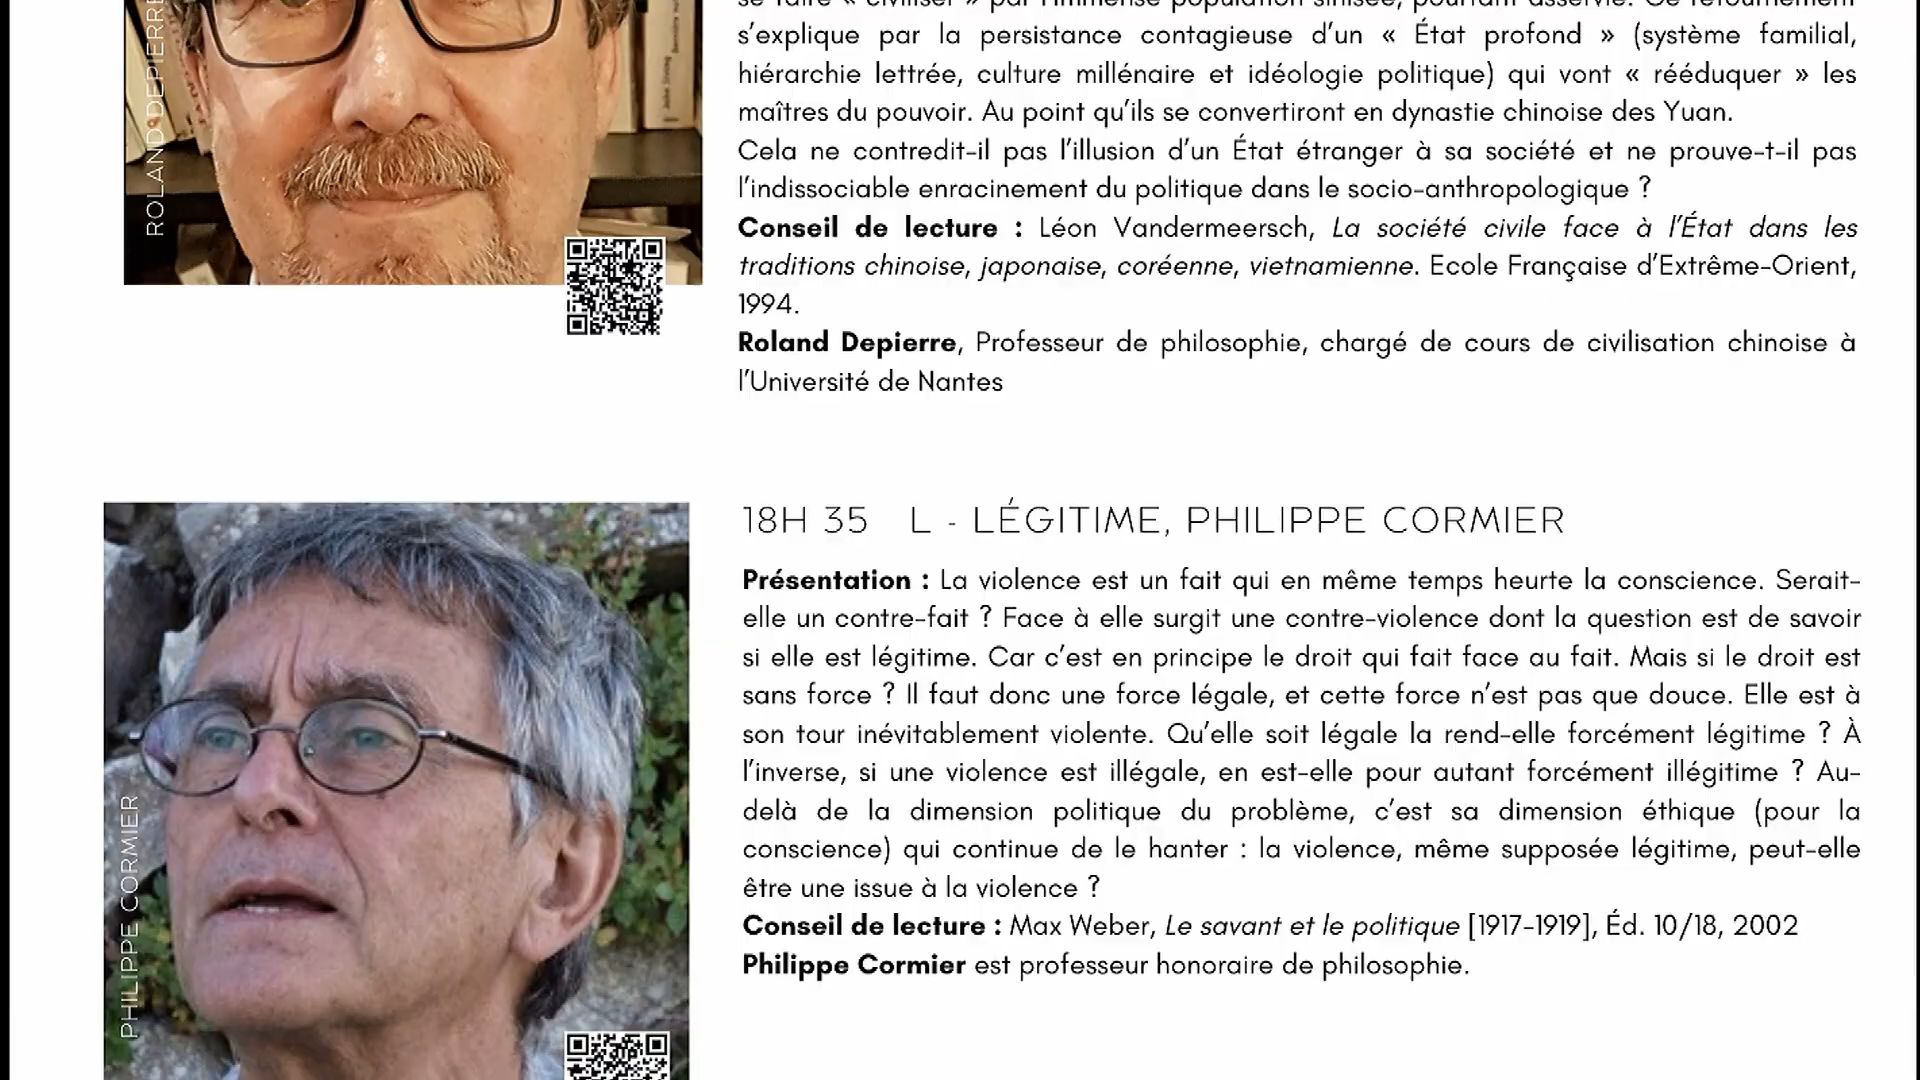 ROLAND DEPIERRE
s'explique par la persistance contagieuse d'un « État profond » (système familial,
hiérarchie lettrée, culture millénaire et idéologie politique) qui vont « rééduquer » les
maîtres du pouvoir. Au point qu'ils se convertiront en dynastie chinoise des Yuan.
Cela ne contredit-il pas l'illusion d'un État étranger à sa société et ne prouve-t-il pas
l'indissociable enracinement du politique dans le socio-anthropologique ?
Conseil de lecture : Léon Vandermeersch, La société civile face à l'État dans les
traditions chinoise, japonaise, coréenne, vietnamienne. Ecole Française d'Extrême-Orient,
1994.
Roland Depierre, Professeur de philosophie, chargé de cours de civilisation chinoise à
l'Université de Nantes
18H 35 L - LÉGITIME, PHILIPPE CORMIER
PHILIPPE CORMIER
Présentation : La violence est un fait qui en même temps heurte la conscience. Serait-
elle un contre-fait ? Face à elle surgit une contre-violence dont la question est de savoir
si elle est légitime. Car c'est en principe le droit qui fait face au fait. Mais si le droit est
sans force ? Il faut donc une force légale, et cette force n'est pas que douce. Elle est à
son tour inévitablement violente. Qu'elle soit légale la rend-elle forcément légitime ? À
l'inverse, si une violence est illégale, en est-elle pour autant forcément illégitime ? Au-
delà de la dimension politique du problème, c'est sa dimension éthique (pour la
conscience) qui continue de le hanter : la violence, même supposée légitime, peut-elle
être une issue à la violence ?
Conseil de lecture : Max Weber, Le savant et le politique [1917-1919], Éd. 10/18, 2002
Philippe Cormier est professeur honoraire de philosophie.